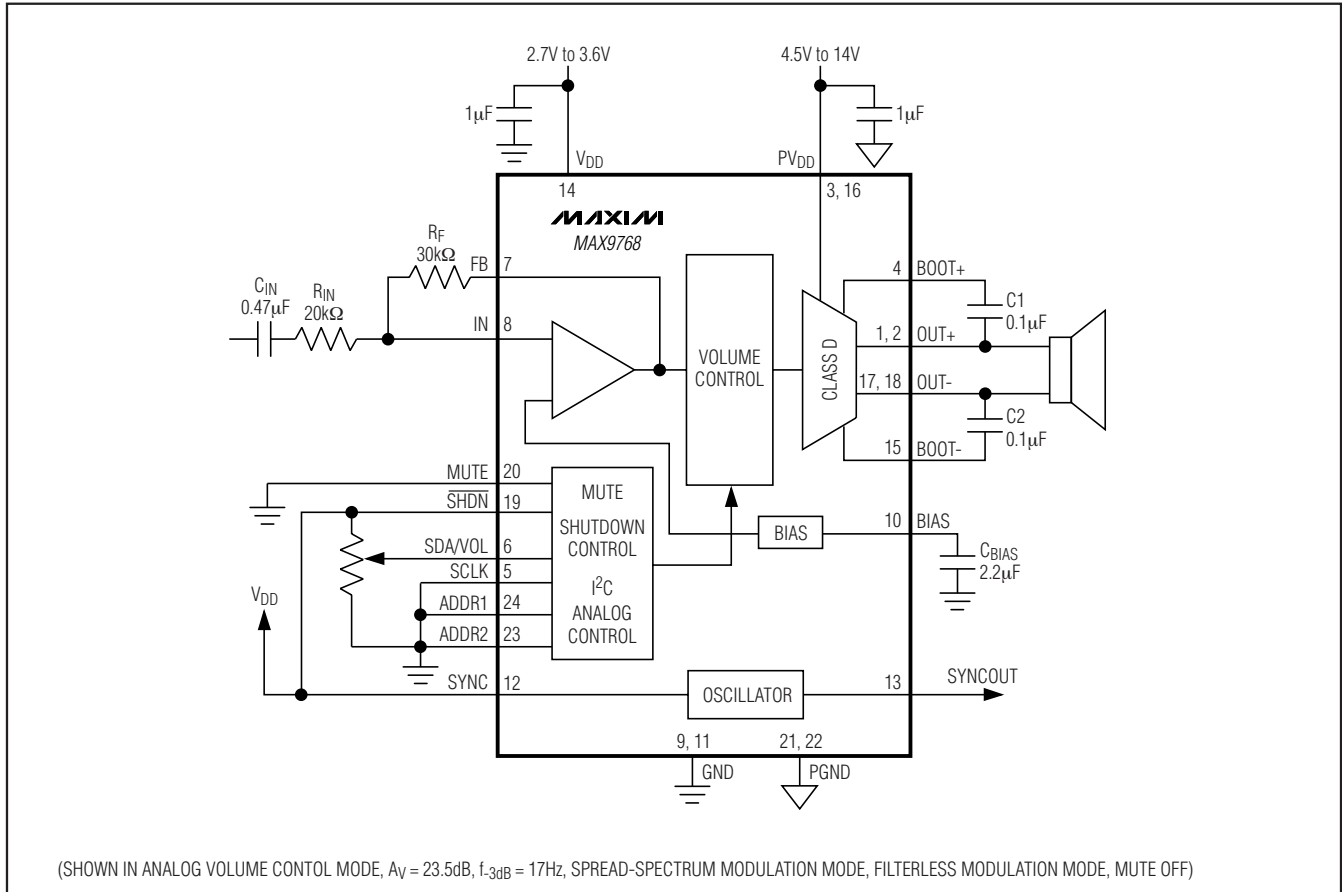 2.7V to 3.6V
4.5V to 14V
1µF
1µF
VDD
PVDD
14
3, 16
MAXIM
MAX9768
RF
30kΩ
FB
7
4
BOOT+
CIN
0.47µF
RIN
20kΩ
C1
0.1µF
IN
8
1, 2
OUT+
VOLUME
CONTROL
CLASS D
17, 18
OUT-
C2
0.1µF
15
BOOT-
MUTE
20
MUTE
SHDN
19
SHUTDOWN
CONTROL
BIAS
10
BIAS
SDA/VOL
6
CBIAS
2.2µF
SCLK
5
I2C
VDD
ADDR1
24
ANALOG
CONTROL
ADDR2
23
SYNC
12
OSCILLATOR
13
SYNCOUT
9, 11
21, 22
GND
PGND
(SHOWN IN ANALOG VOLUME CONTOL MODE, AV = 23.5dB, f-3dB = 17Hz, SPREAD-SPECTRUM MODULATION MODE, FILTERLESS MODULATION MODE, MUTE OFF)